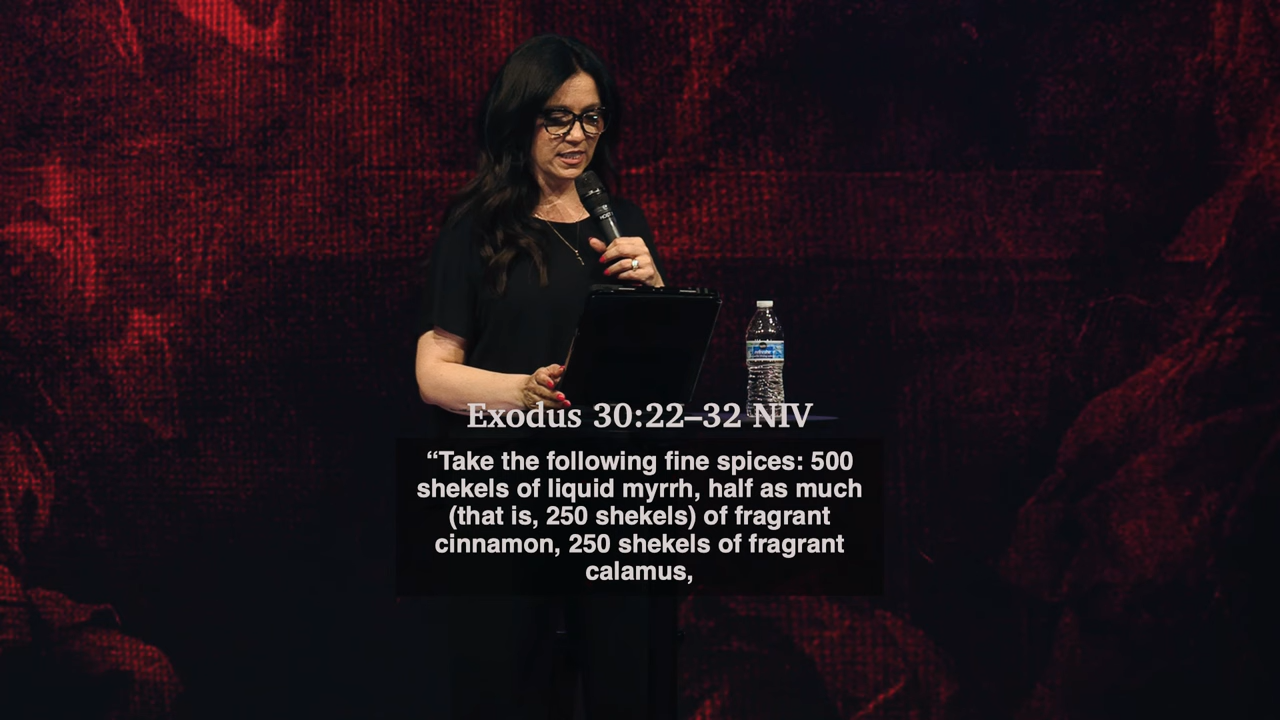 Exodus 30:22–32 NIV
“Take the following fine spices: 500
shekels of liquid myrrh, half as much
(that is, 250 shekels) of fragrant
cinnamon, 250 shekels of fragrant
calamus,